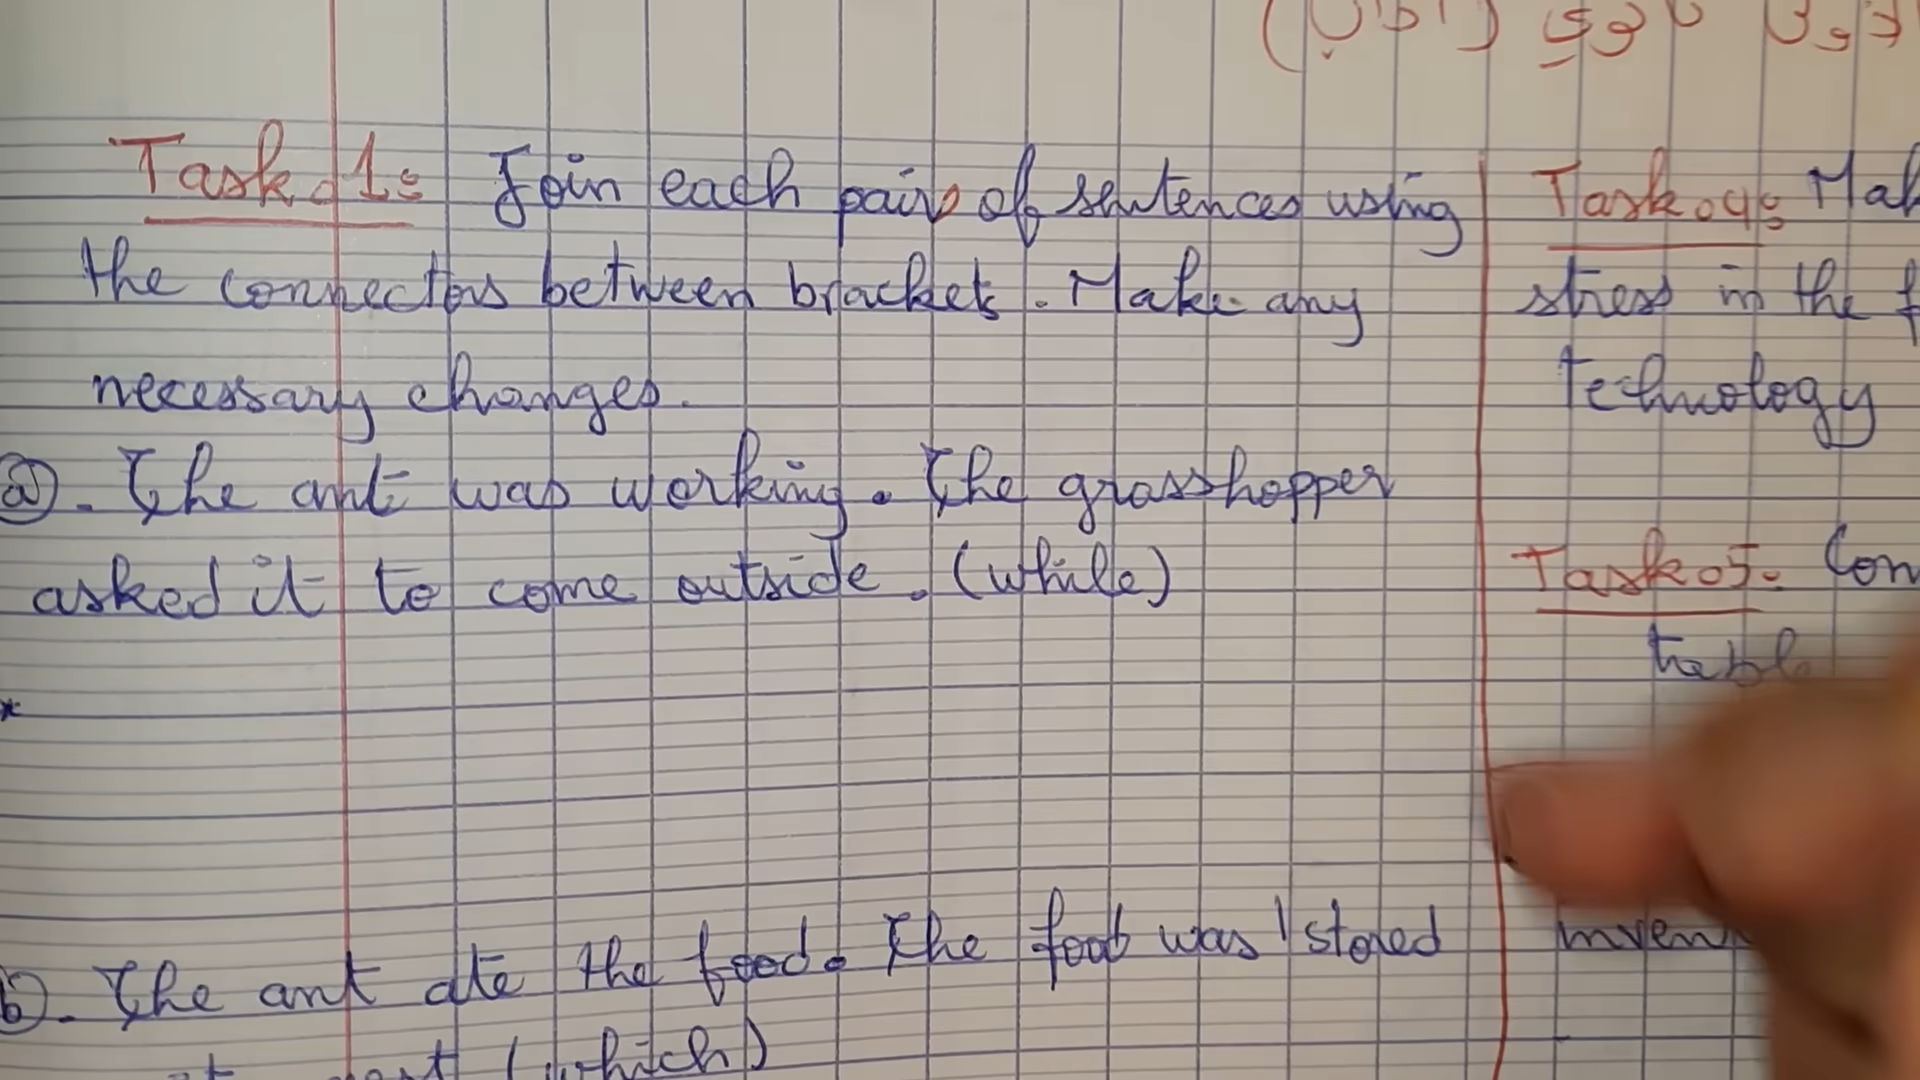 Task 01: Join each pair of sentences using
the connectors between brackets. Make any
necessary changes.
a). The ant was working. The grasshopper
asked it to come outside. (while)
b). The ant ate the food. The food was stored
(which)
Task 04: Mak
stress in the f
Technology
Task 05: Com
inven